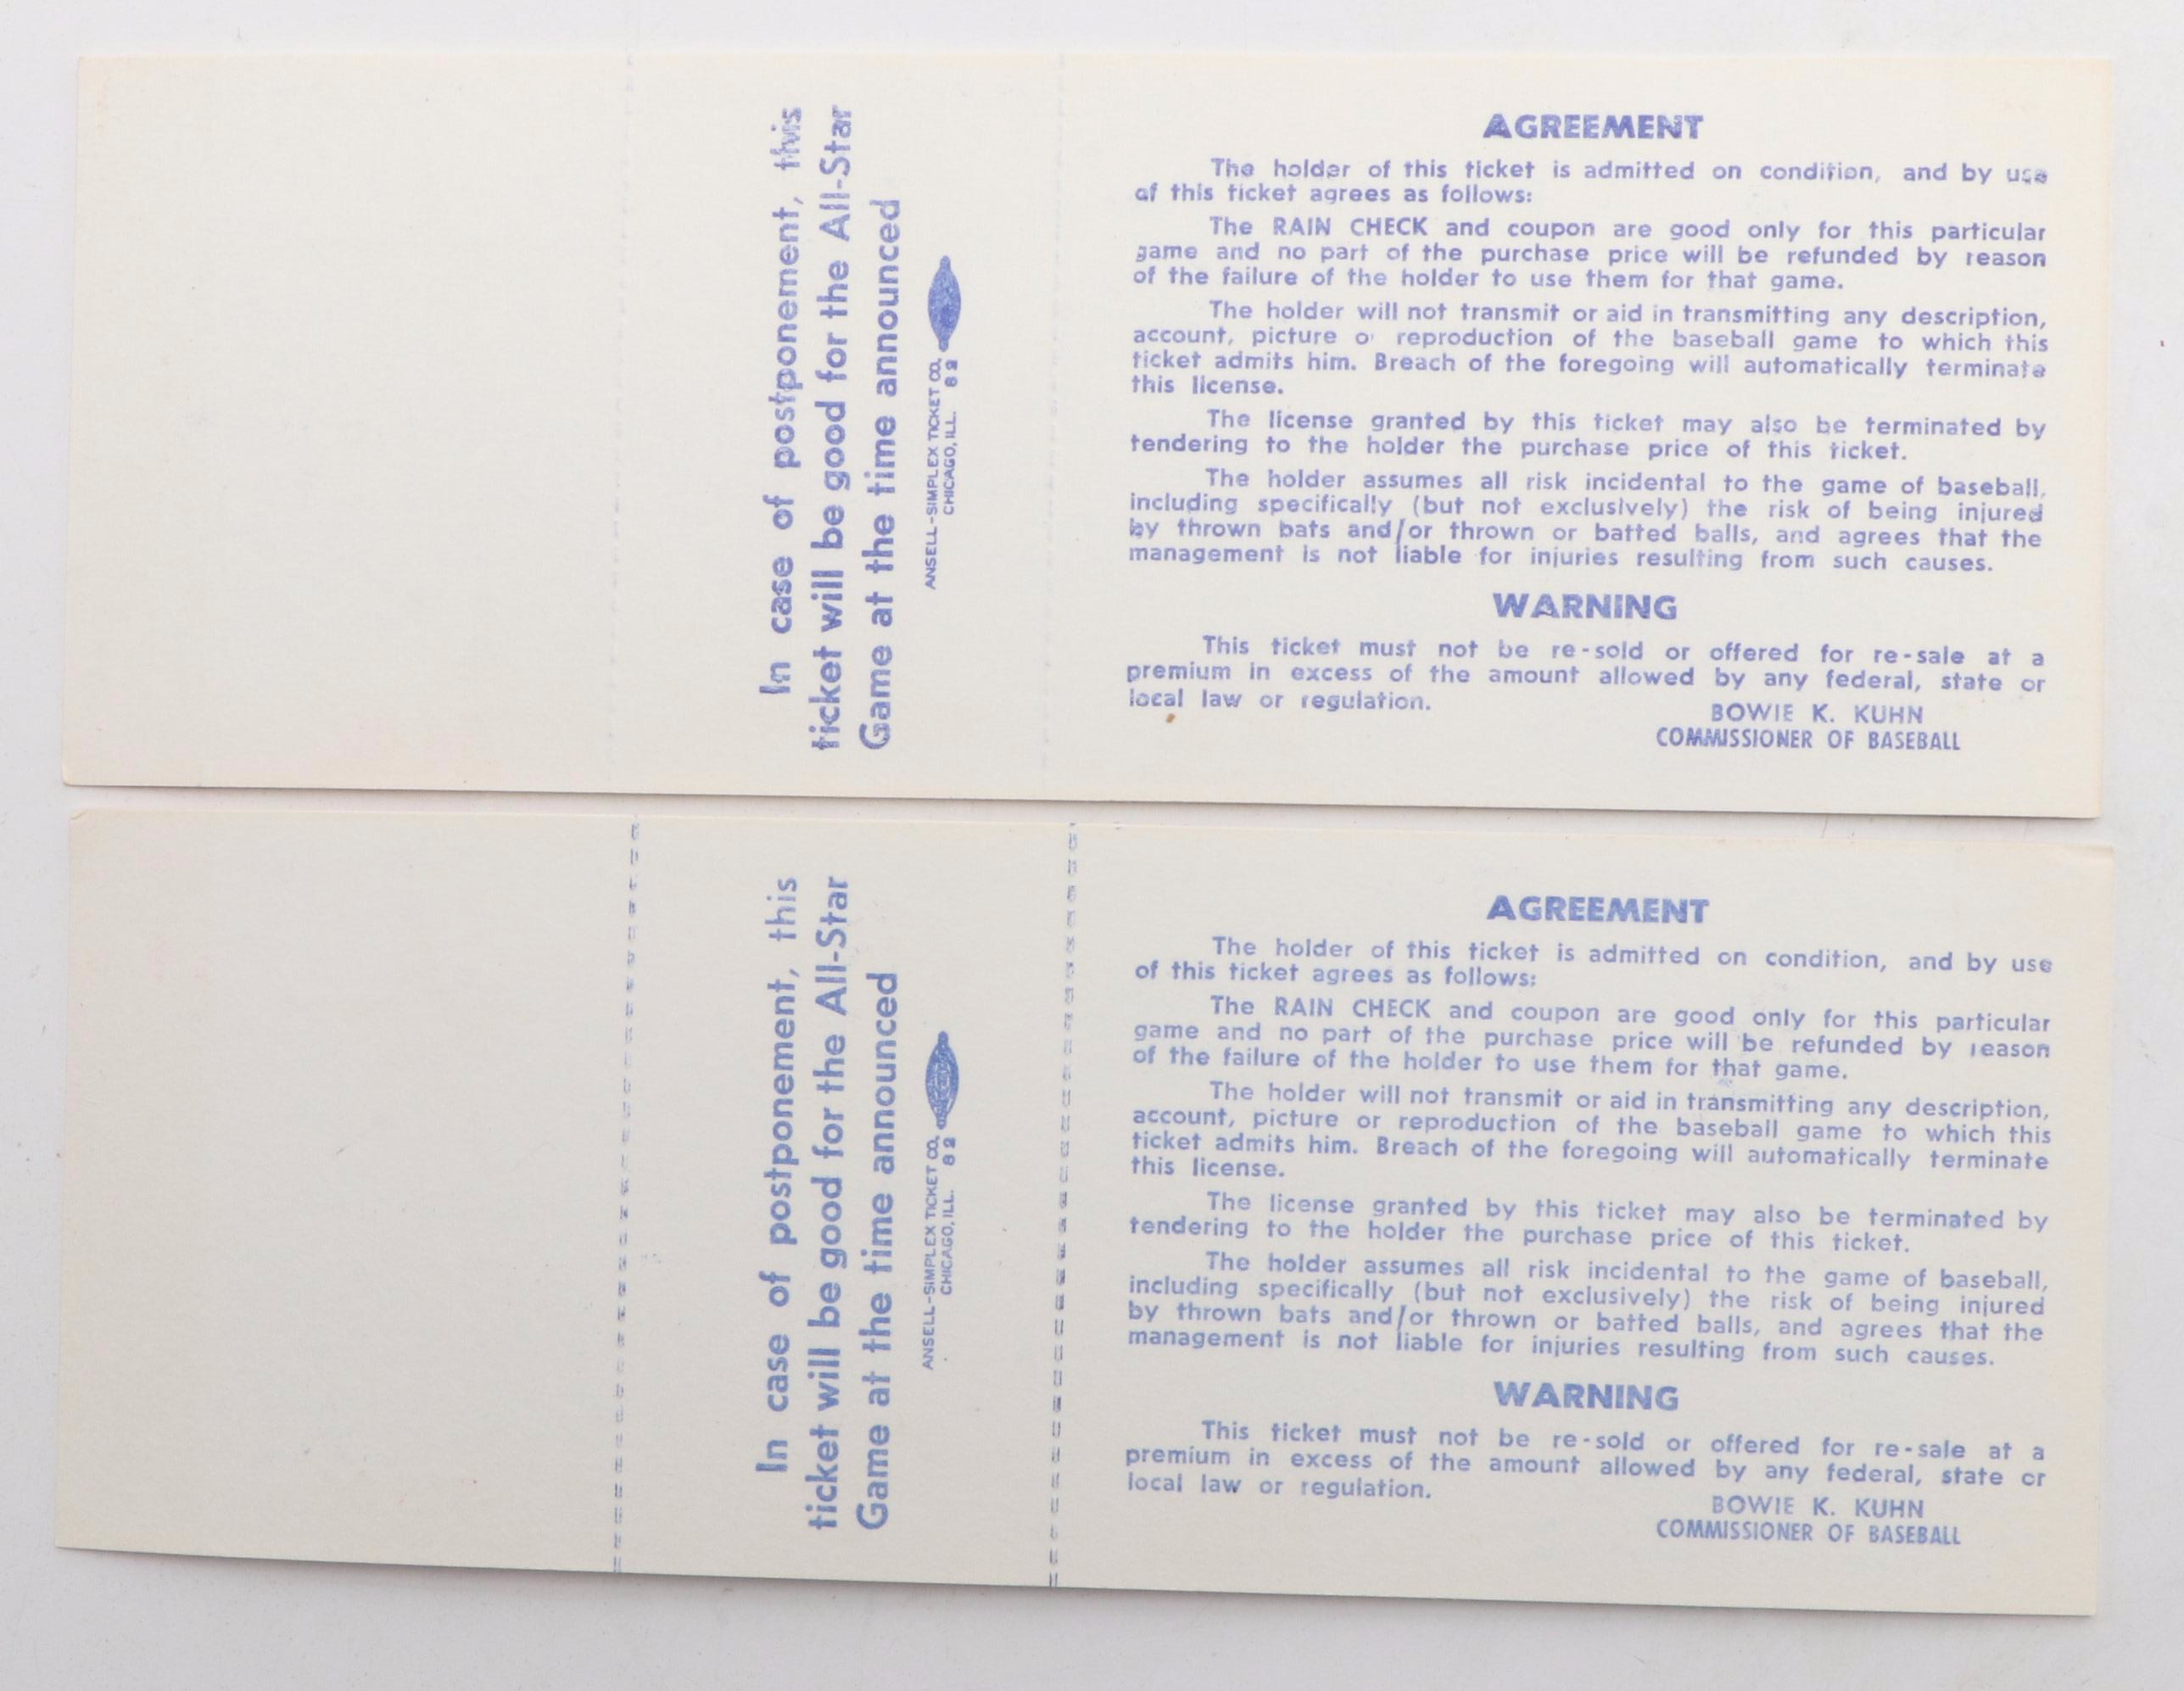 In case of postponement, this
ticket will be good for the All-Star
Game at the time announced
ANSELL-SIMPLEX TICKET CO.
CHICAGO, ILL. 82
AGREEMENT
The holder of this ticket is admitted on condition, and by use
of this ticket agrees as follows:
The RAIN CHECK and coupon are good only for this particular
game and no part of the purchase price will be refunded by reason
of the failure of the holder to use them for that game.
The holder will not transmit or aid in transmitting any description,
account, picture or reproduction of the baseball game to which this
ticket admits him. Breach of the foregoing will automatically terminate
this license.
The license granted by this ticket may also be terminated by
tendering to the holder the purchase price of this ticket.
The holder assumes all risk incidental to the game of baseball,
including specifically (but not exclusively) the risk of being injured
by thrown bats and/or thrown or batted balls, and agrees that the
management is not liable for injuries resulting from such causes.
WARNING
This ticket must not be re-sold or offered for re-sale at a
premium in excess of the amount allowed by any federal, state or
local law or regulation.
BOWIE K. KUHN
COMMISSIONER OF BASEBALL
In case of postponement, this
ticket will be good for the All-Star
Game at the time announced
ANSELL-SIMPLEX TICKET CO.
CHICAGO, ILL. 82
AGREEMENT
The holder of this ticket is admitted on condition, and by use
of this ticket agrees as follows:
The RAIN CHECK and coupon are good only for this particular
game and no part of the purchase price will be refunded by reason
of the failure of the holder to use them for that game.
The holder will not transmit or aid in transmitting any description,
account, picture or reproduction of the baseball game to which this
ticket admits him. Breach of the foregoing will automatically terminate
this license.
The license granted by this ticket may also be terminated by
tendering to the holder the purchase price of this ticket.
The holder assumes all risk incidental to the game of baseball,
including specifically (but not exclusively) the risk of being injured
by thrown bats and/or thrown or batted balls, and agrees that the
management is not liable for injuries resulting from such causes.
WARNING
This ticket must not be re-sold or offered for re-sale at a
premium in excess of the amount allowed by any federal, state or
local law or regulation.
BOWIE K. KUHN
COMMISSIONER OF BASEBALL